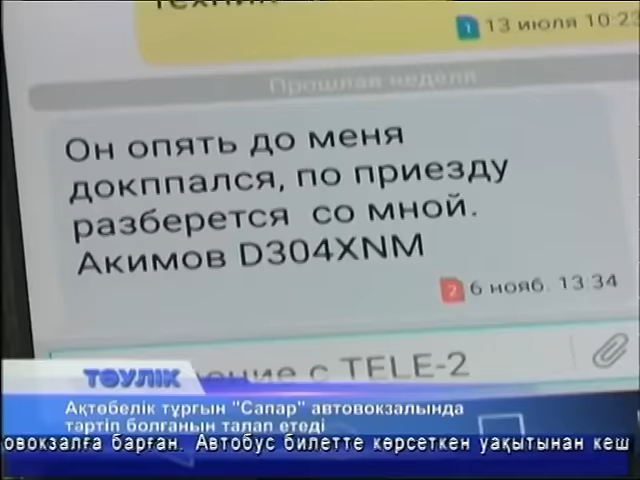 13 июля 10:23
Прошлая неделя
Он опять до меня
докппался, по приезду
разберется со мной.
Акимов D304XNM
2 6 нояб. 13:34
ение с TELE-2
ТӘУЛІК
Ақтөбелік тұрғын "Сапар" автовокзалында
тәртіп болғанын талап етеді
овокзалға барған. Автобус билетте көрсеткен уақытынан кеш